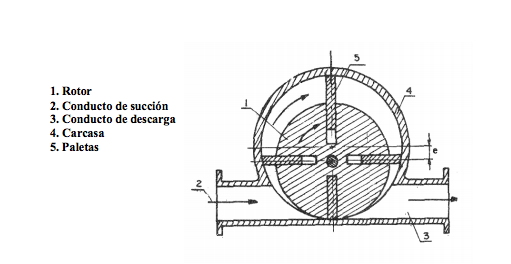 1. Rotor
2. Conducto de succión
3. Conducto de descarga
4. Carcasa
5. Paletas
5
4
1
e
2
3